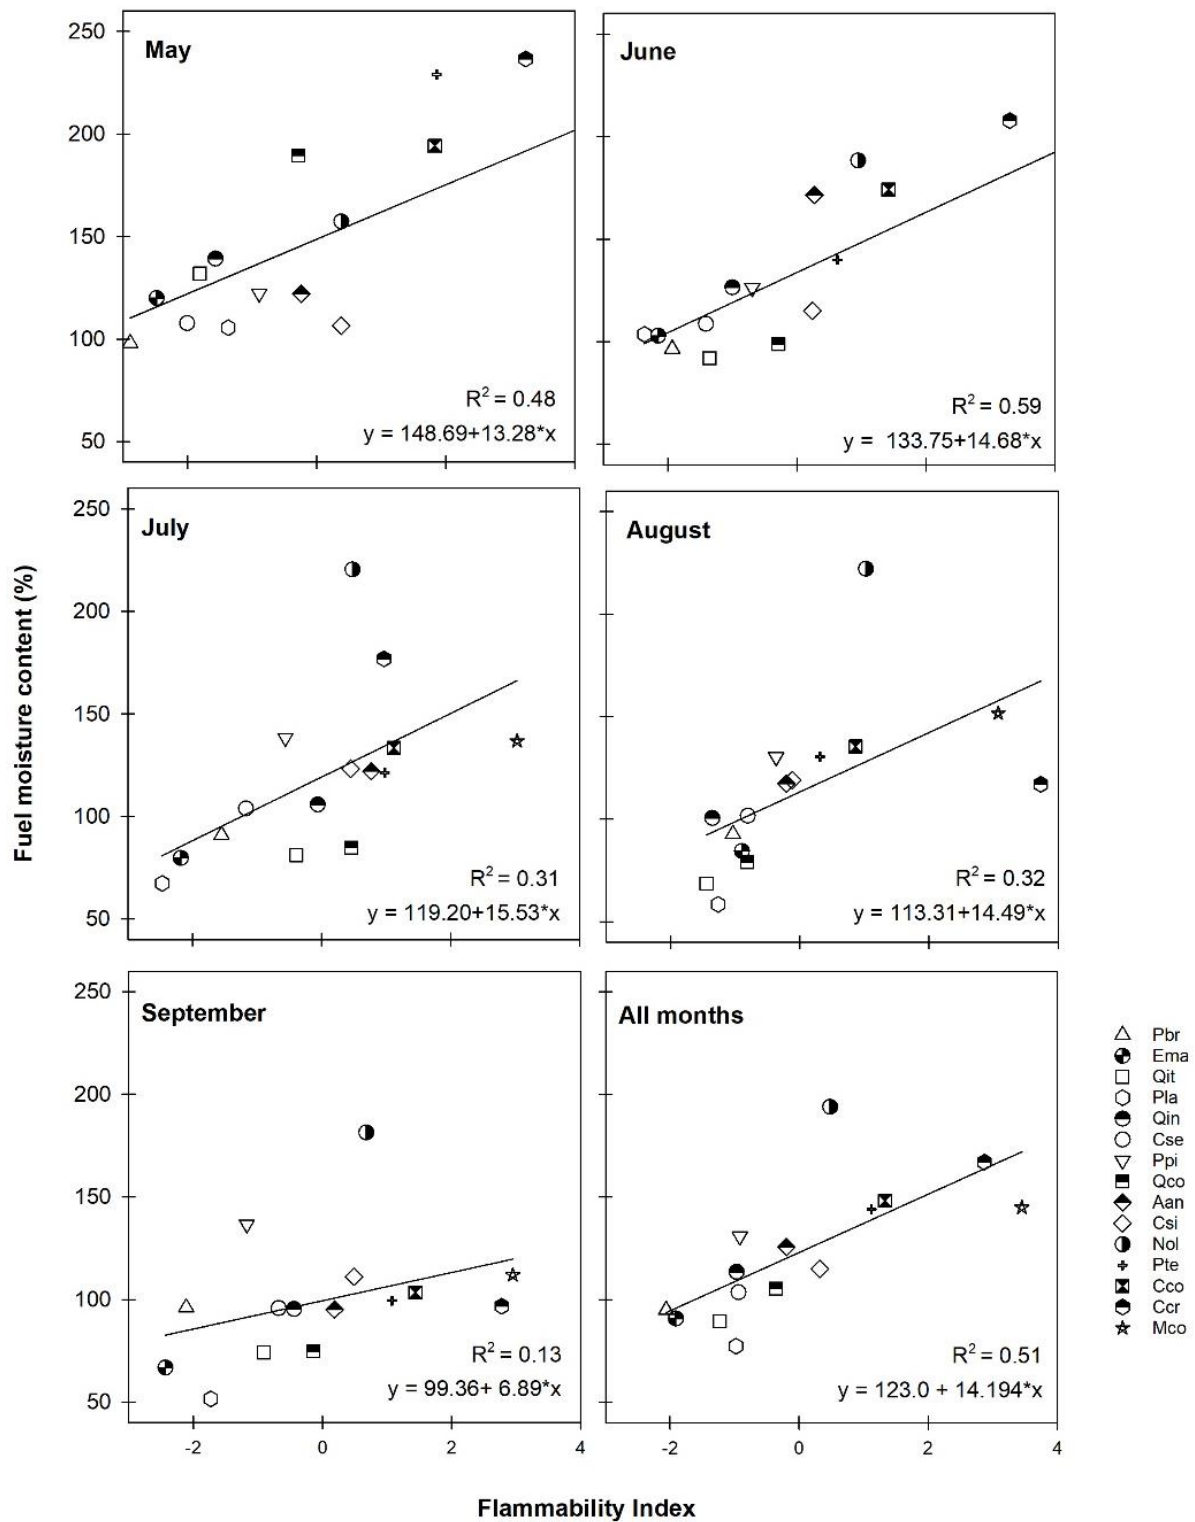 Fuel moisture content (%)
250
200
150
100
50
May
R2 = 0.48
y = 148.69+13.28*x
June
R2 = 0.59
y = 133.75+14.68*x
250
200
150
100
50
July
R2 = 0.31
y = 119.20+15.53*x
August
R2 = 0.32
y = 113.31+14.49*x
250
200
150
100
50
September
R2 = 0.13
y = 99.36+ 6.89*x
-2 0 2 4
All months
R2 = 0.51
y = 123.0 + 14.194*x
-2 0 2 4
Pbr
Ema
Qit
Pla
Qin
Cse
Ppi
Qco
Aan
Csi
Nol
Pte
Cco
Ccr
Mco
Flammability Index